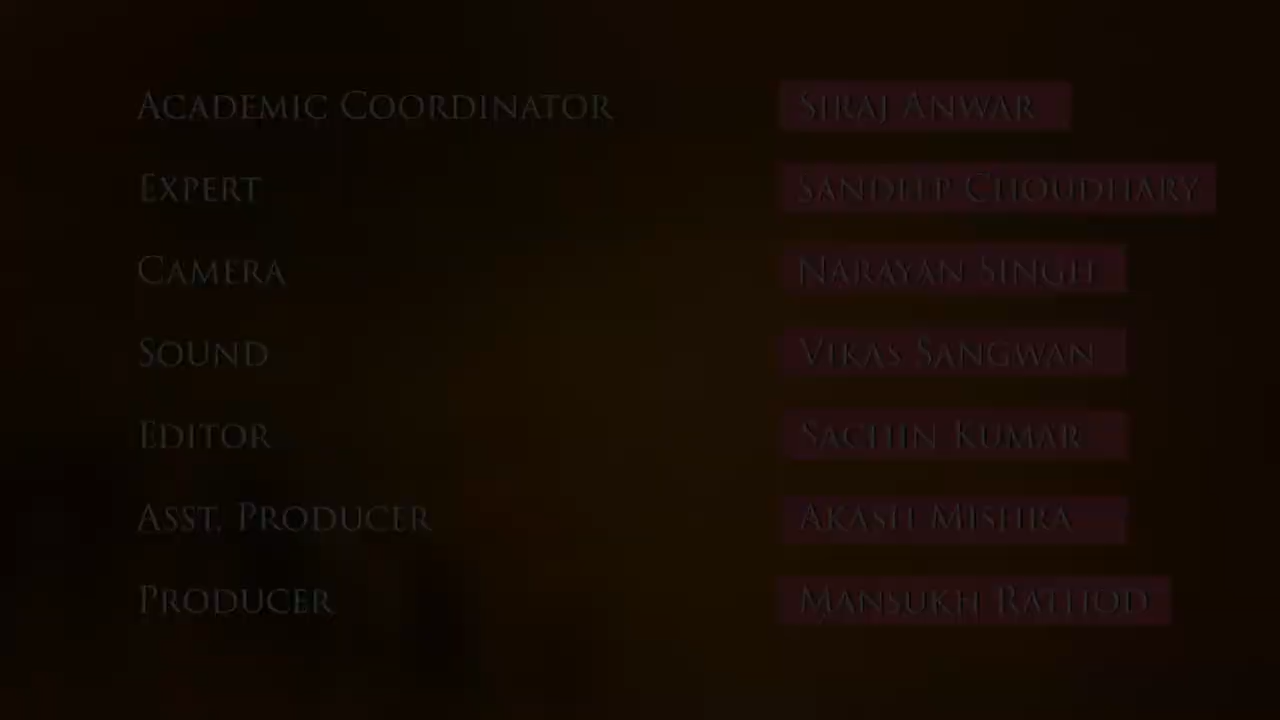 Academic Coordinator Siraj Anwar
Expert Sandeep Choudhary
Camera Narayan Singh
Sound Vikas Sangwan
Editor Sachin Kumar
Asst. Producer Akash Mishra
Producer Mansukh Rathod